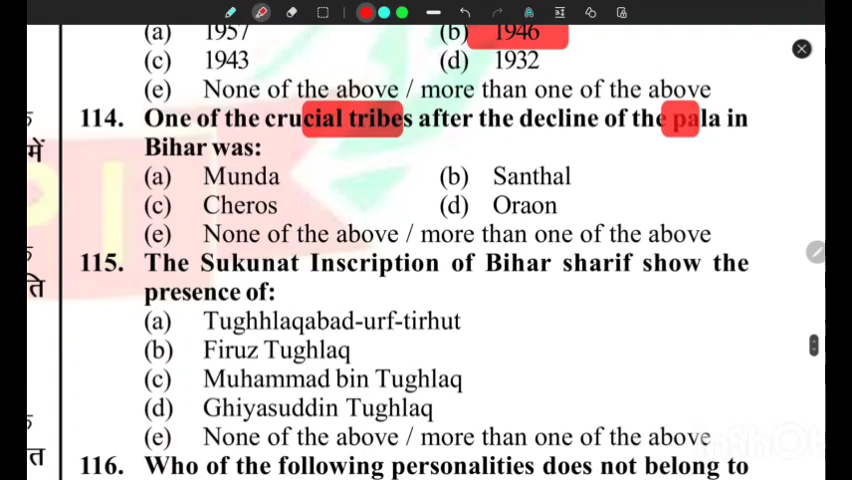 (a) 1957 (b) 1946
(c) 1943 (d) 1932
(e) None of the above / more than one of the above
114. One of the crucial tribes after the decline of the pala in
में Bihar was:
(a) Munda (b) Santhal
(c) Cheros (d) Oraon
(e) None of the above / more than one of the above
115. The Sukunat Inscription of Bihar sharif show the
ति presence of:
(a) Tughhlaqabad-urf-tirhut
(b) Firuz Tughlaq
(c) Muhammad bin Tughlaq
(d) Ghiyasuddin Tughlaq
(e) None of the above / more than one of the above
त 116. Who of the following personalities does not belong to
InShOt